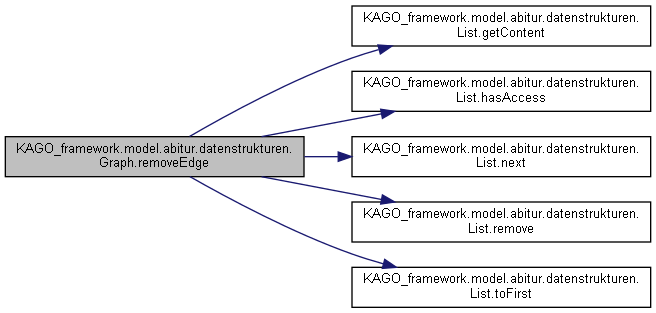 KAGO_framework.model.abitur.datenstrukturen.
Graph.removeEdge
KAGO_framework.model.abitur.datenstrukturen.
List.getContent
KAGO_framework.model.abitur.datenstrukturen.
List.hasAccess
KAGO_framework.model.abitur.datenstrukturen.
List.next
KAGO_framework.model.abitur.datenstrukturen.
List.remove
KAGO_framework.model.abitur.datenstrukturen.
List.toFirst